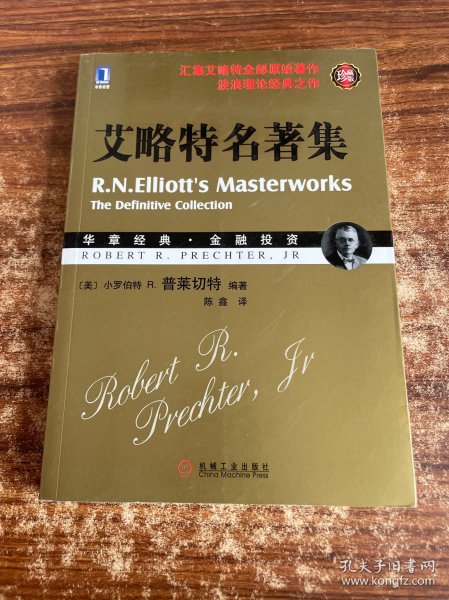 华章经管
汇集艾略特全部原始著作
波浪理论经典之作
珍藏版
艾略特名著集
R.N.Elliott's Masterworks
The Definitive Collection
华章经典·金融投资
ROBERT R. PRECHTER, JR
〔美〕小罗伯特 R. 普莱切特 编著
陈鑫 译
Robert R.
Prechter, Jr
机械工业出版社
China Machine Press
孔夫子旧书网
www.kongfz.com